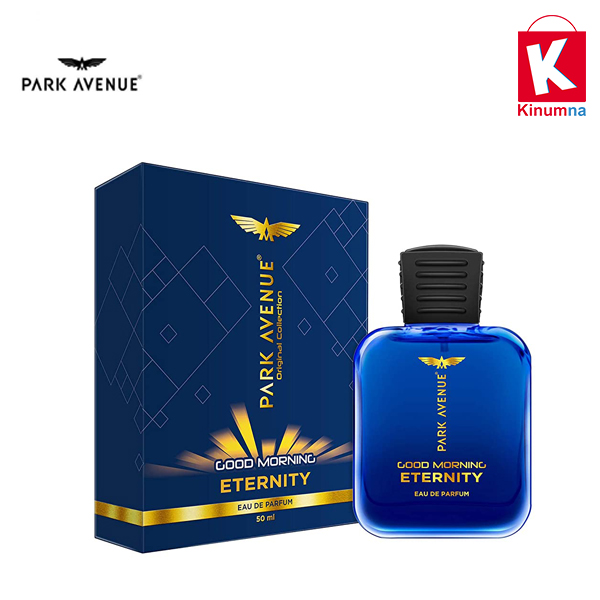 PARK AVENUE®
K
Kinumna
PARK AVENUE®
Original Collection
GOOD MORNING
ETERNITY
EAU DE PARFUM
50 ml
PARK AVENUE®
GOOD MORNING
ETERNITY
EAU DE PARFUM